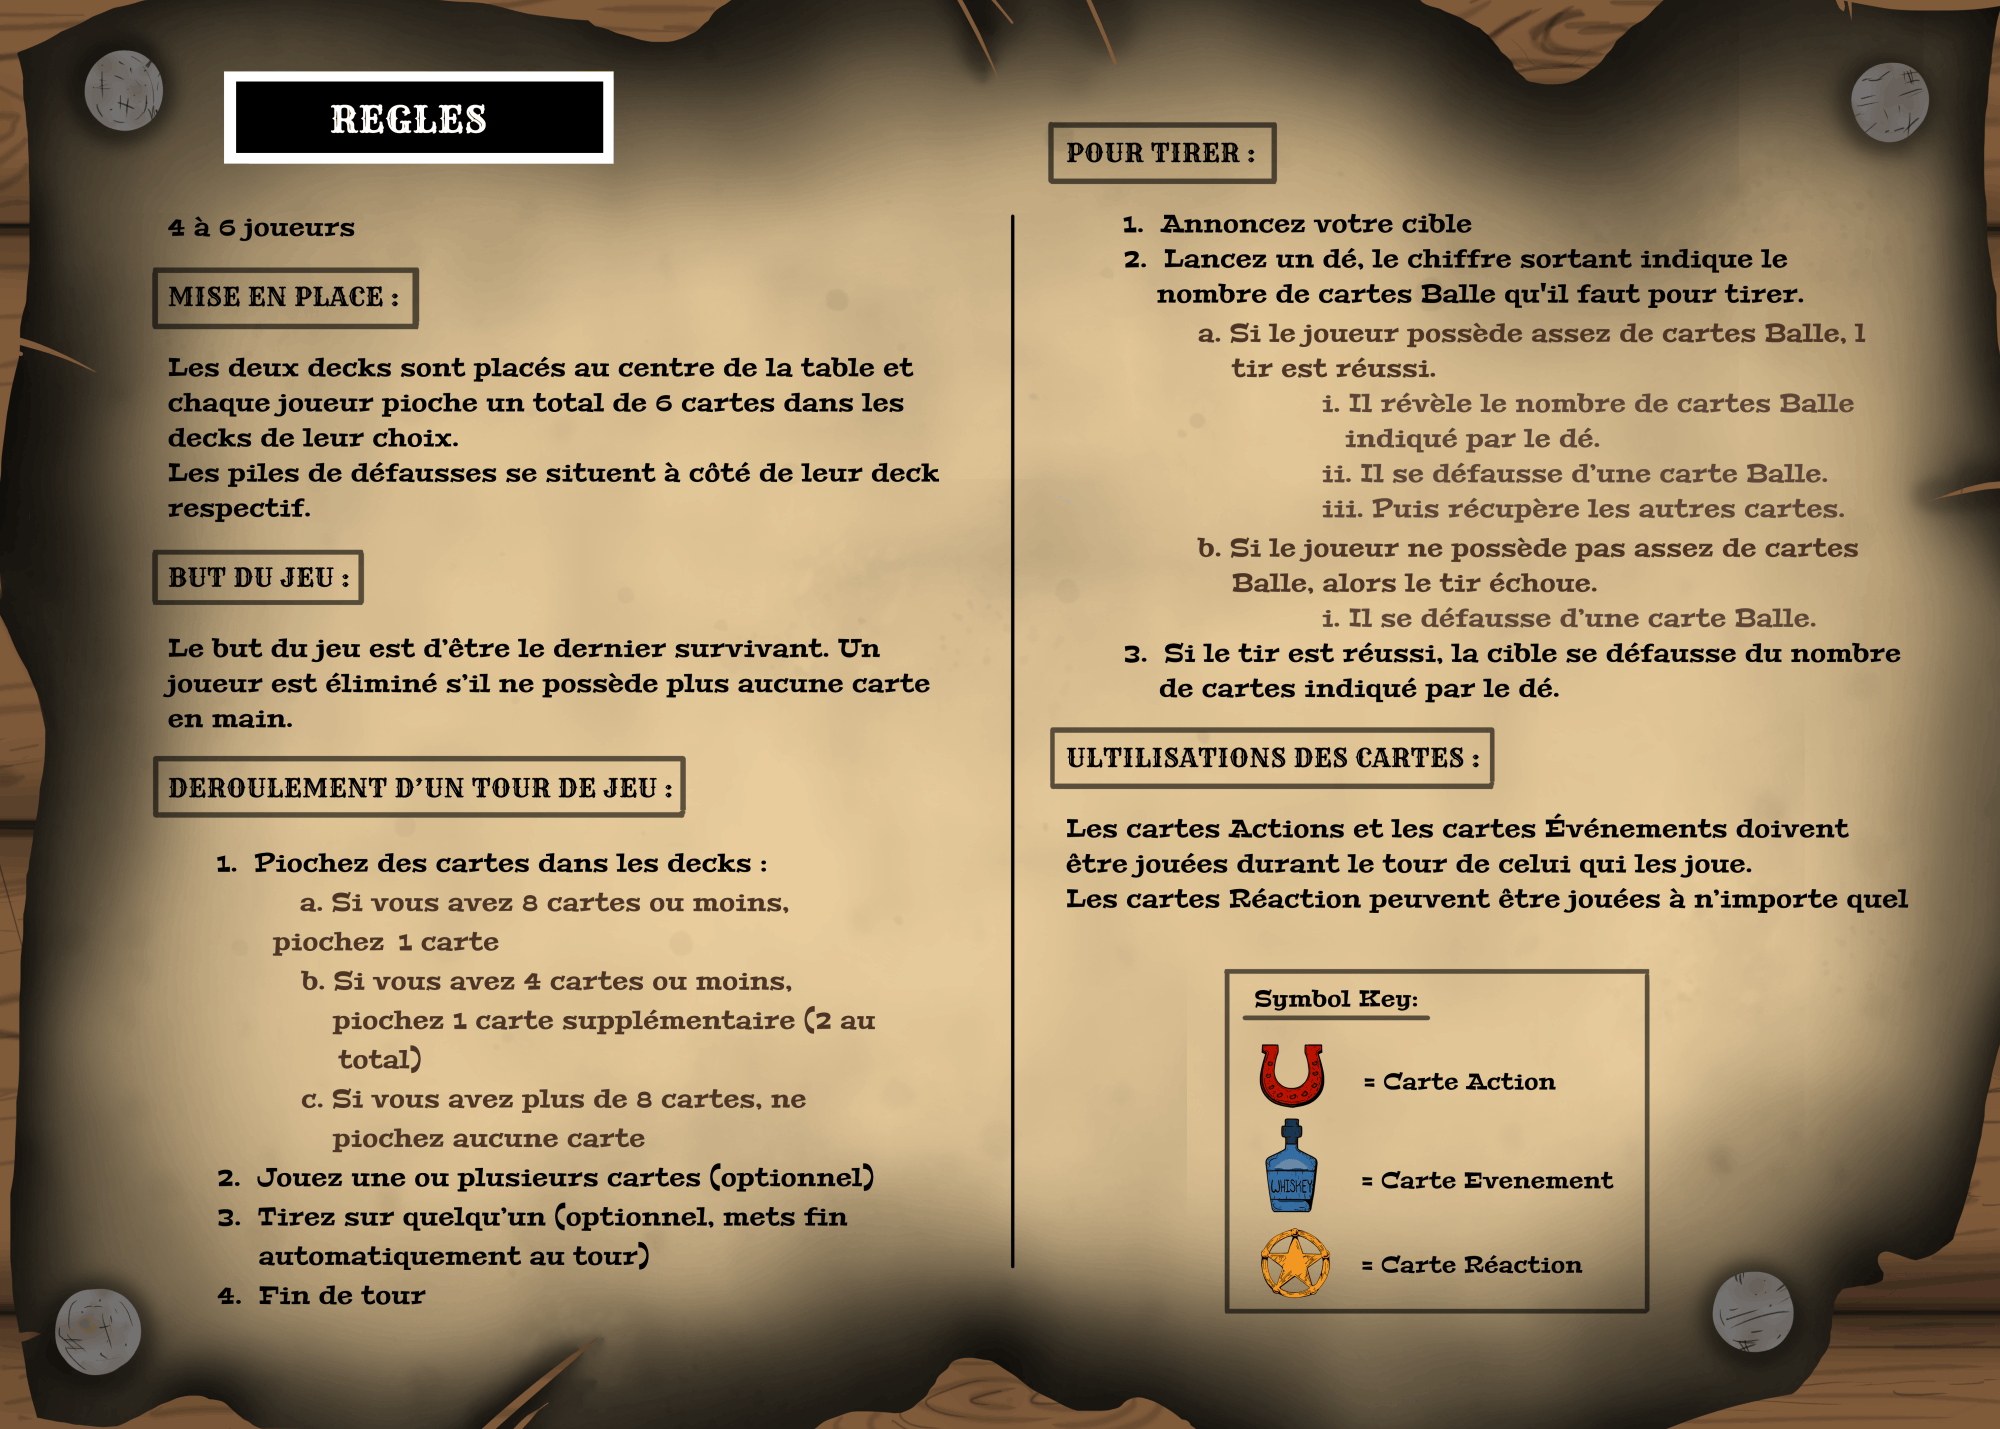 REGLES
4 à 6 joueurs
MISE EN PLACE :
Les deux decks sont placés au centre de la table et
chaque joueur pioche un total de 6 cartes dans les
decks de leur choix.
Les piles de défausses se situent à côté de leur deck
respectif.
BUT DU JEU :
Le but du jeu est d’être le dernier survivant. Un
joueur est éliminé s’il ne possède plus aucune carte
en main.
DEROULEMENT D’UN TOUR DE JEU :
1. Piochez des cartes dans les decks :
a. Si vous avez 8 cartes ou moins,
piochez 1 carte
b. Si vous avez 4 cartes ou moins,
piochez 1 carte supplémentaire (2 au
total)
c. Si vous avez plus de 8 cartes, ne
piochez aucune carte
2. Jouez une ou plusieurs cartes (optionnel)
3. Tirez sur quelqu’un (optionnel, mets fin
automatiquement au tour)
4. Fin de tour
POUR TIRER :
1. Annoncez votre cible
2. Lancez un dé, le chiffre sortant indique le
nombre de cartes Balle qu'il faut pour tirer.
a. Si le joueur possède assez de cartes Balle, l
tir est réussi.
i. Il révèle le nombre de cartes Balle
indiqué par le dé.
ii. Il se défausse d’une carte Balle.
iii. Puis récupère les autres cartes.
b. Si le joueur ne possède pas assez de cartes
Balle, alors le tir échoue.
i. Il se défausse d’une carte Balle.
3. Si le tir est réussi, la cible se défausse du nombre
de cartes indiqué par le dé.
ULTILISATIONS DES CARTES :
Les cartes Actions et les cartes Événements doivent
être jouées durant le tour de celui qui les joue.
Les cartes Réaction peuvent être jouées à n’importe quel
Symbol Key:
= Carte Action
WHISKEY
= Carte Evenement
= Carte Réaction